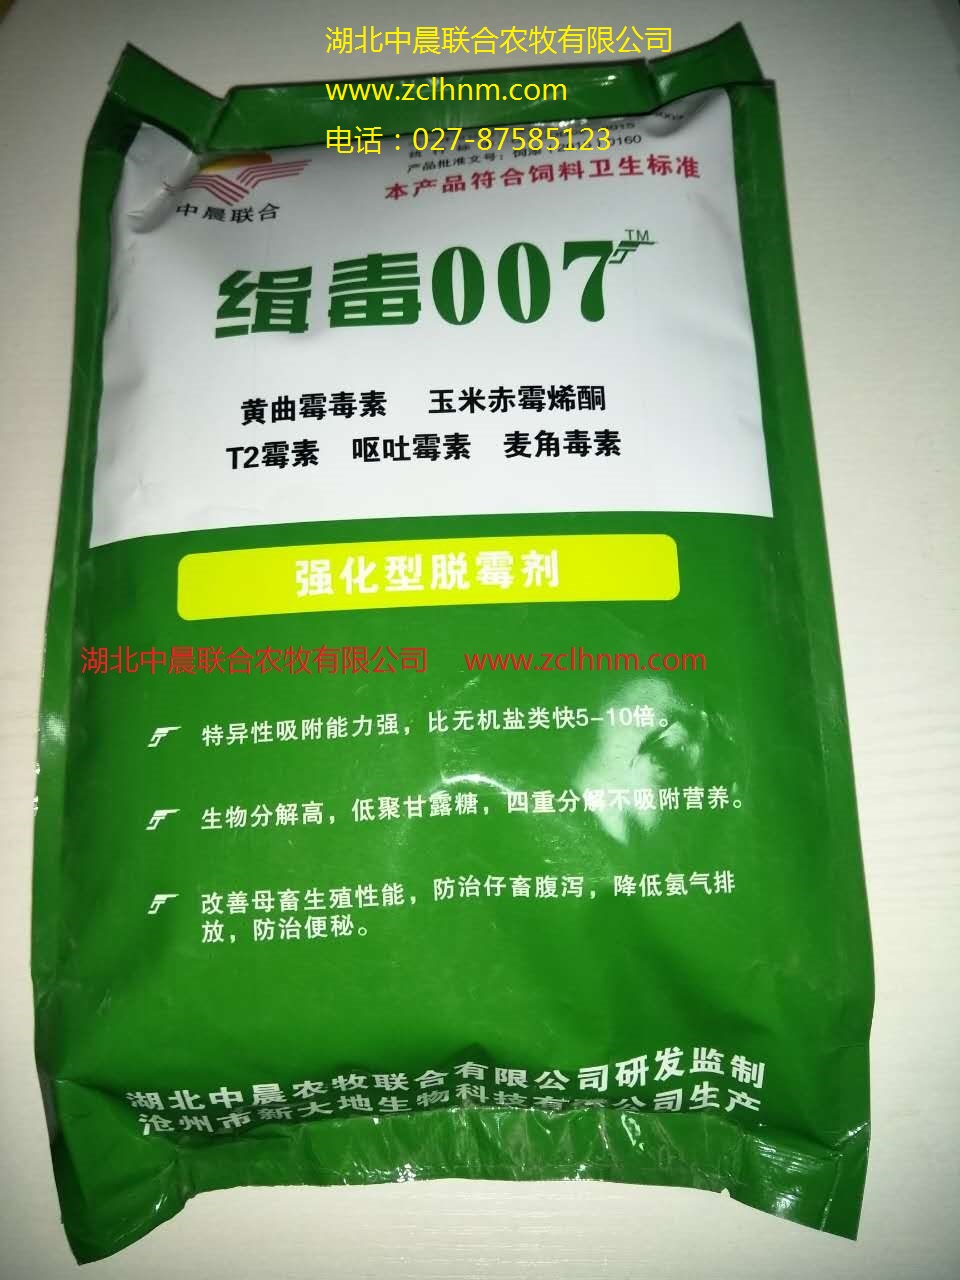 湖北中晨联合农牧有限公司
www.zclhnm.com
电话：027-87585123
产品批准文号：
0160
本产品符合饲料卫生标准
中晨联合
缉毒007
TM
黄曲霉毒素 玉米赤霉烯酮
T2霉素 呕吐霉素 麦角毒素
强化型脱霉剂
湖北中晨联合农牧有限公司 www.zclhnm.com
特异性吸附能力强，比无机盐类快5-10倍。
生物分解高，低聚甘露糖，四重分解不吸附营养。
改善母畜生殖性能，防治仔畜腹泻，降低氨气排
放，防治便秘。
湖北中晨农牧联合有限公司研发监制
沧州市新大地生物科技有限公司生产